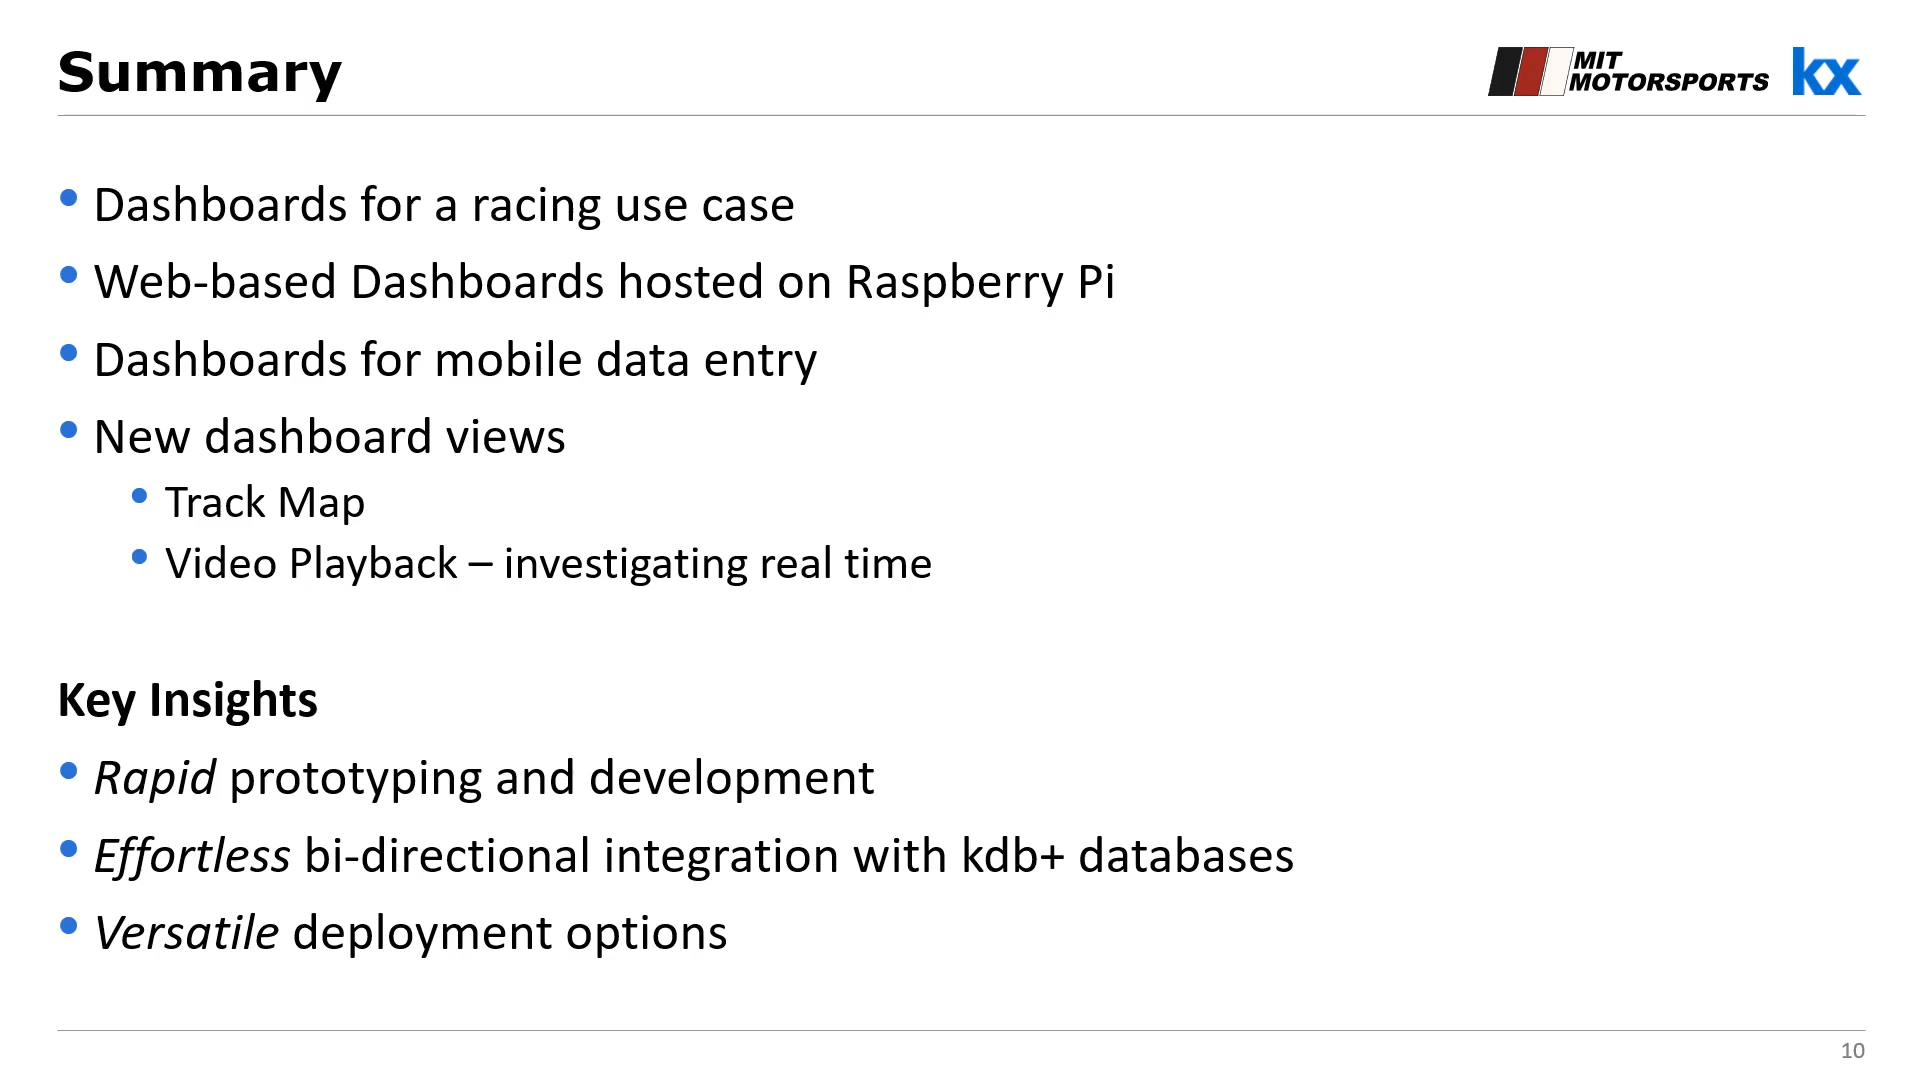 Summary
MIT
MOTORSPORTS
kx
• Dashboards for a racing use case
• Web-based Dashboards hosted on Raspberry Pi
• Dashboards for mobile data entry
• New dashboard views
• Track Map
• Video Playback – investigating real time
Key Insights
• Rapid prototyping and development
• Effortless bi-directional integration with kdb+ databases
• Versatile deployment options
10